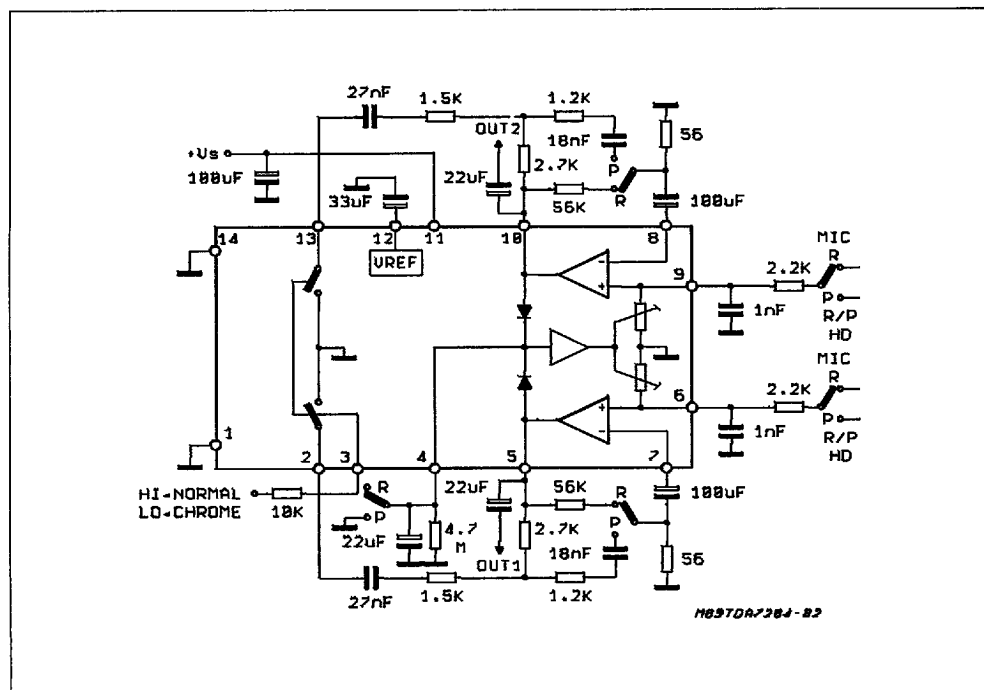 27nF
1.5K
1.2K
OUT2
18nF
56
+Vs
100uF
33uF
22uF
2.7K
P
R
56K
100uF
14
13
12
11
10
8
VREF
9
2.2K
MIC
R
P
R/P
HD
1nF
-
+
MIC
6
2.2K
R
P
R/P
HD
1nF
+
-
1
2
3
4
5
7
HI-NORMAL
LO-CHROME
10K
R
P
22uF
4.7
M
22uF
OUT1
56K
2.7K
R
P
18nF
100uF
56
27nF
1.5K
1.2K
M89TDA7284-02